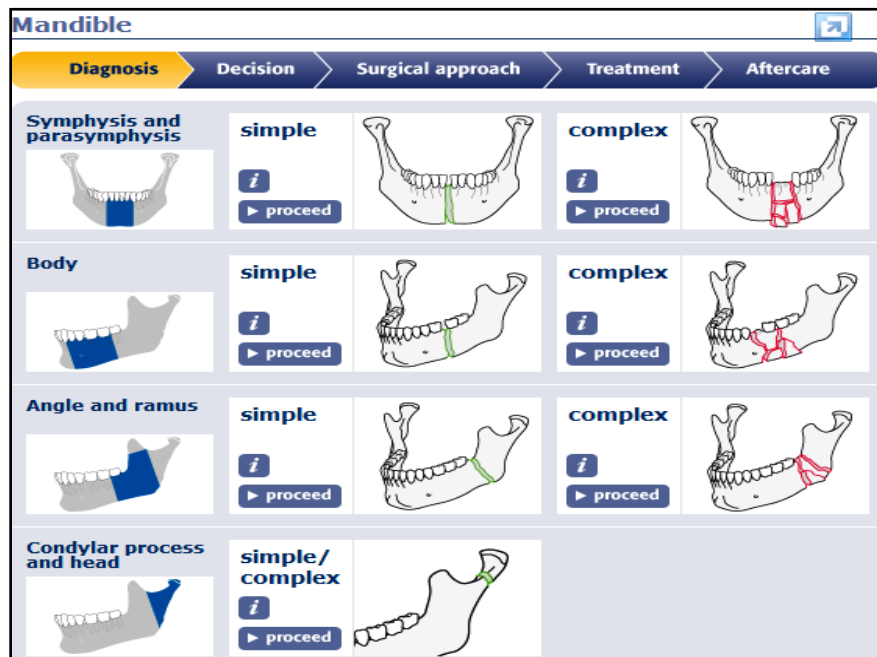 Mandible
Diagnosis
Decision
Surgical approach
Treatment
Aftercare
Symphysis and
parasymphysis
simple
i
► proceed
complex
i
► proceed
Body
simple
i
► proceed
complex
i
► proceed
Angle and ramus
simple
i
► proceed
complex
i
► proceed
Condylar process
and head
simple/
complex
i
► proceed